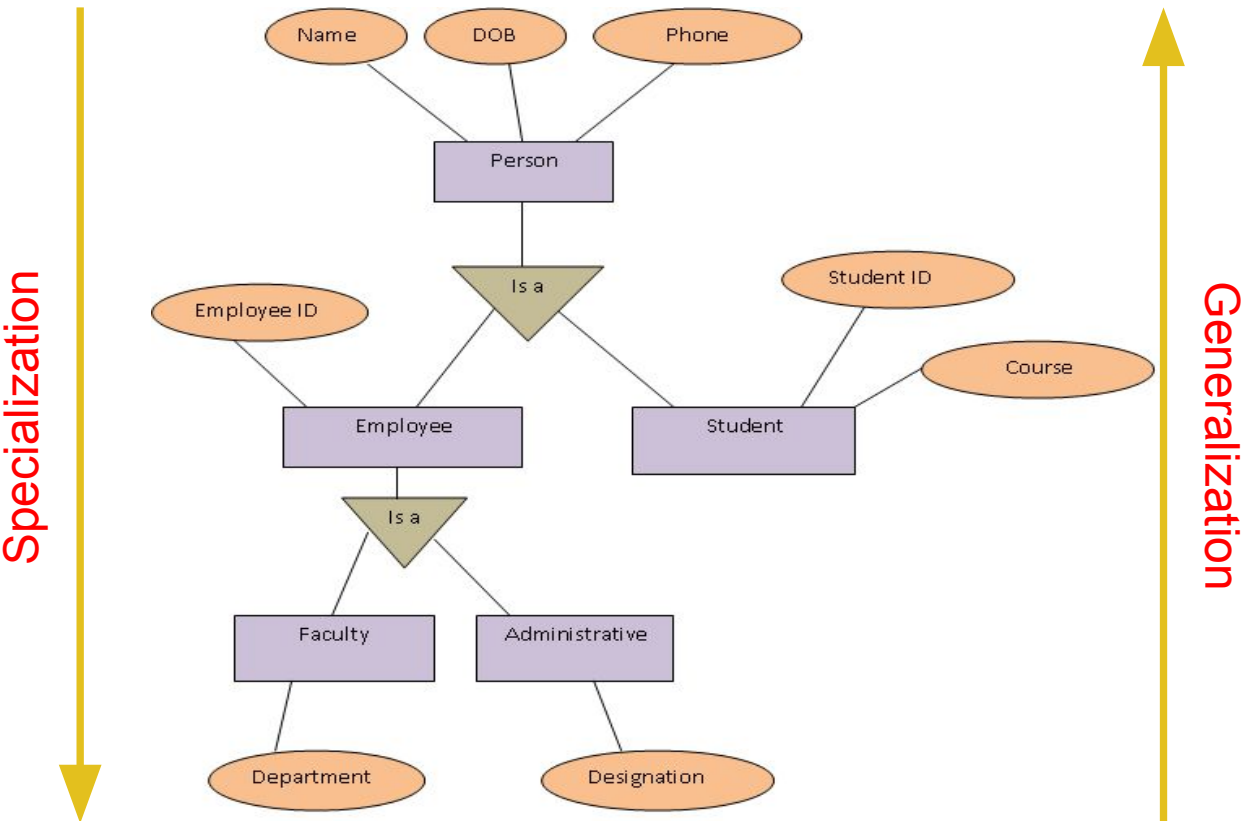 Name
DOB
Phone
Person
Is a
Student ID
Employee ID
Course
Employee
Student
Is a
Faculty
Administrative
Department
Designation
Specialization
Generalization